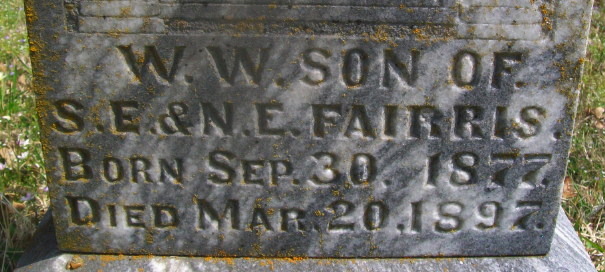 W. W. SON OF
S. E. & N. E. FAIRRIS.
BORN SEP. 30. 1877
DIED MAR. 20, 1897.